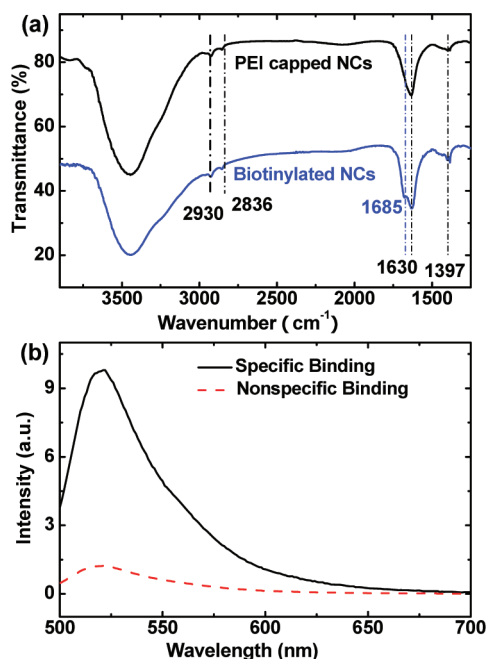 (a)
Transmittance (%)
80
60
40
20
PEI capped NCs
Biotinylated NCs
2930
2836
1685
1630
1397
3500
3000
2500
2000
1500
Wavenumber ( cm⁻¹)
(b)
Intensity (a.u.)
9
6
3
0
Specific Binding
Nonspecific Binding
500
550
600
650
700
Wavelength (nm)